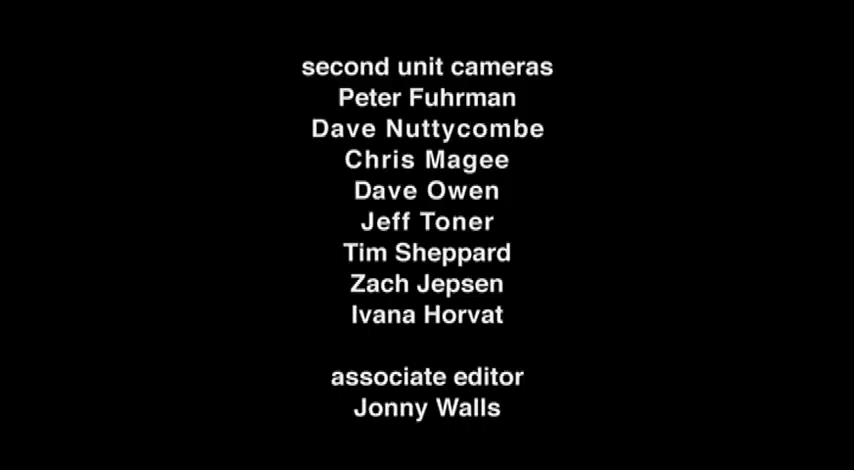 second unit cameras
Peter Fuhrman
Dave Nuttycombe
Chris Magee
Dave Owen
Jeff Toner
Tim Sheppard
Zach Jepsen
Ivana Horvat
associate editor
Jonny Walls